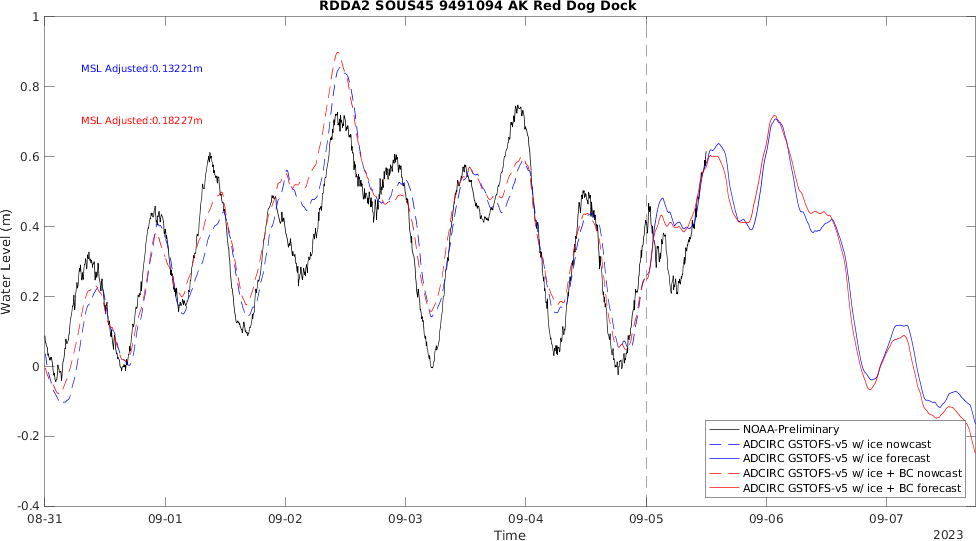 RDDA2 SOUS45 9491094 AK Red Dog Dock
MSL Adjusted:0.13221m
MSL Adjusted:0.18227m
Water Level (m)
1
0.8
0.6
0.4
0.2
0
-0.2
-0.4
NOAA-Preliminary
ADCIRC GSTOFS-v5 w/ ice nowcast
ADCIRC GSTOFS-v5 w/ ice forecast
ADCIRC GSTOFS-v5 w/ ice + BC nowcast
ADCIRC GSTOFS-v5 w/ ice + BC forecast
08-31 09-01 09-02 09-03 09-04 09-05 09-06 09-07
Time
2023